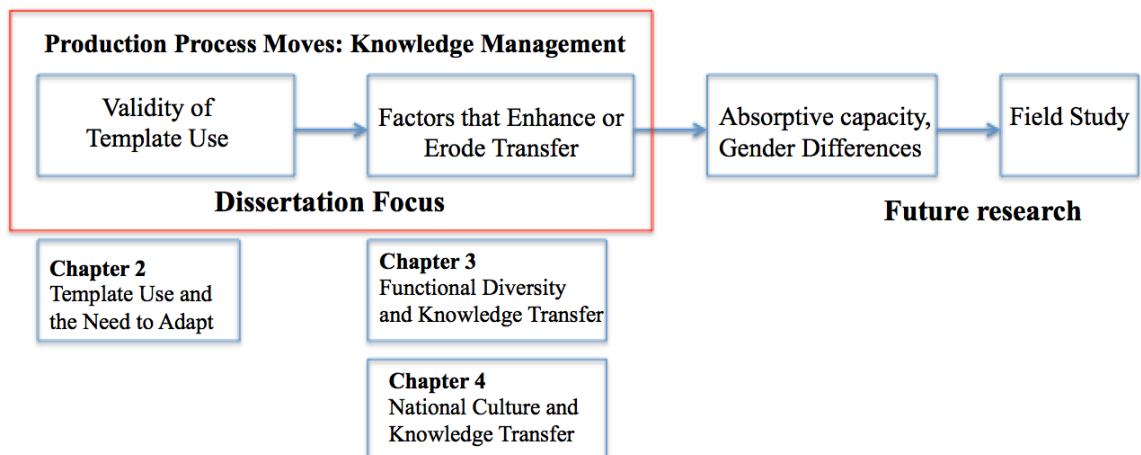 Production Process Moves: Knowledge Management
Validity of
Template Use
Factors that Enhance or
Erode Transfer
Absorptive capacity,
Gender Differences
Field Study
Dissertation Focus
Future research
Chapter 2
Template Use and
the Need to Adapt
Chapter 3
Functional Diversity
and Knowledge Transfer
Chapter 4
National Culture and
Knowledge Transfer